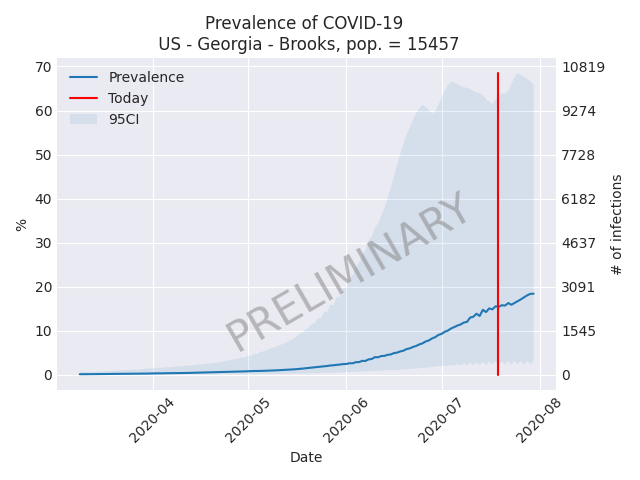 Prevalence of COVID-19
US - Georgia - Brooks, pop. = 15457
Prevalence
Today
95CI
70
60
50
40
30
20
10
0
%
10819
9274
7728
6182
4637
3091
1545
0
# of infections
PRELIMINARY
2020-04
2020-05
2020-06
2020-07
2020-08
Date